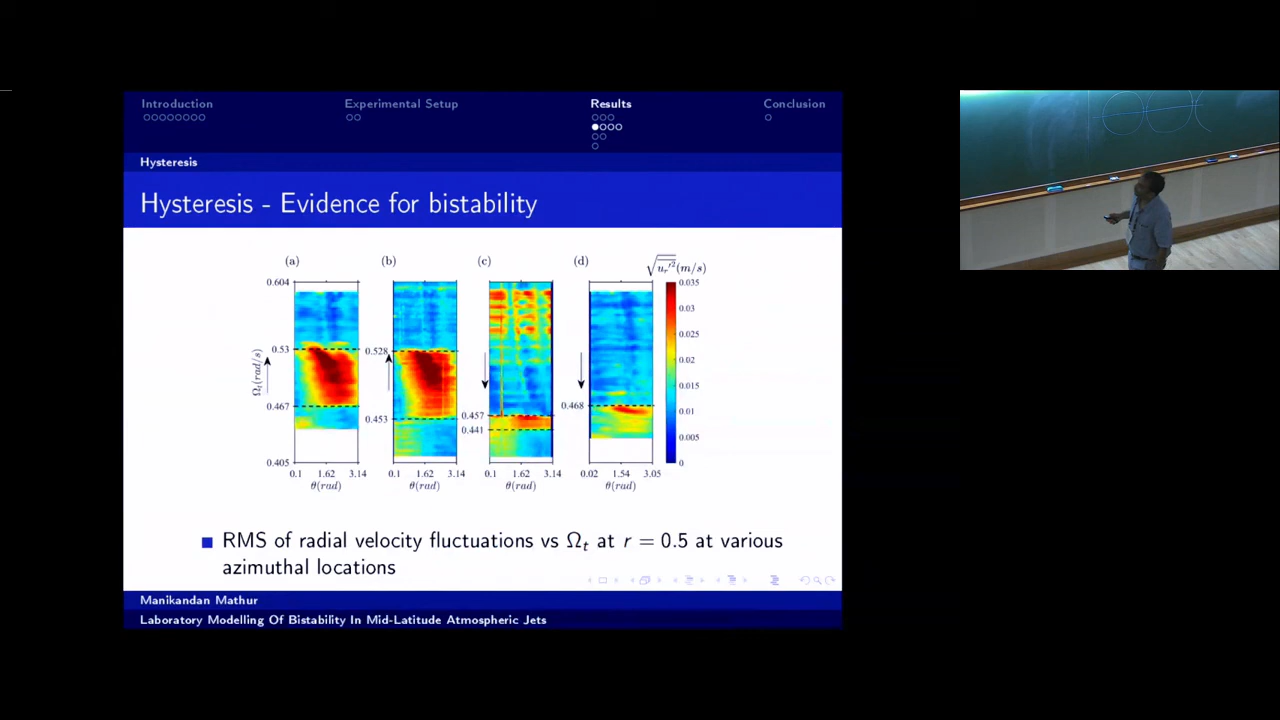 Introduction Experimental Setup Results Conclusion
Hysteresis
Hysteresis - Evidence for bistability
(a) (b) (c) (d) √u_r'² (m/s)
0.604 0.035
0.03
0.53 0.528 0.025
Ω_t(rad/s) 0.02
0.467 0.453 0.457 0.468 0.015
0.441 0.01
0.005
0.405 0
0.1 1.62 3.14 0.1 1.62 3.14 0.1 1.62 3.14 0.02 1.54 3.05
θ(rad) θ(rad) θ(rad) θ(rad)
RMS of radial velocity fluctuations vs Ω_t at r = 0.5 at various
azimuthal locations
Manikandan Mathur
Laboratory Modelling Of Bistability In Mid-Latitude Atmospheric Jets